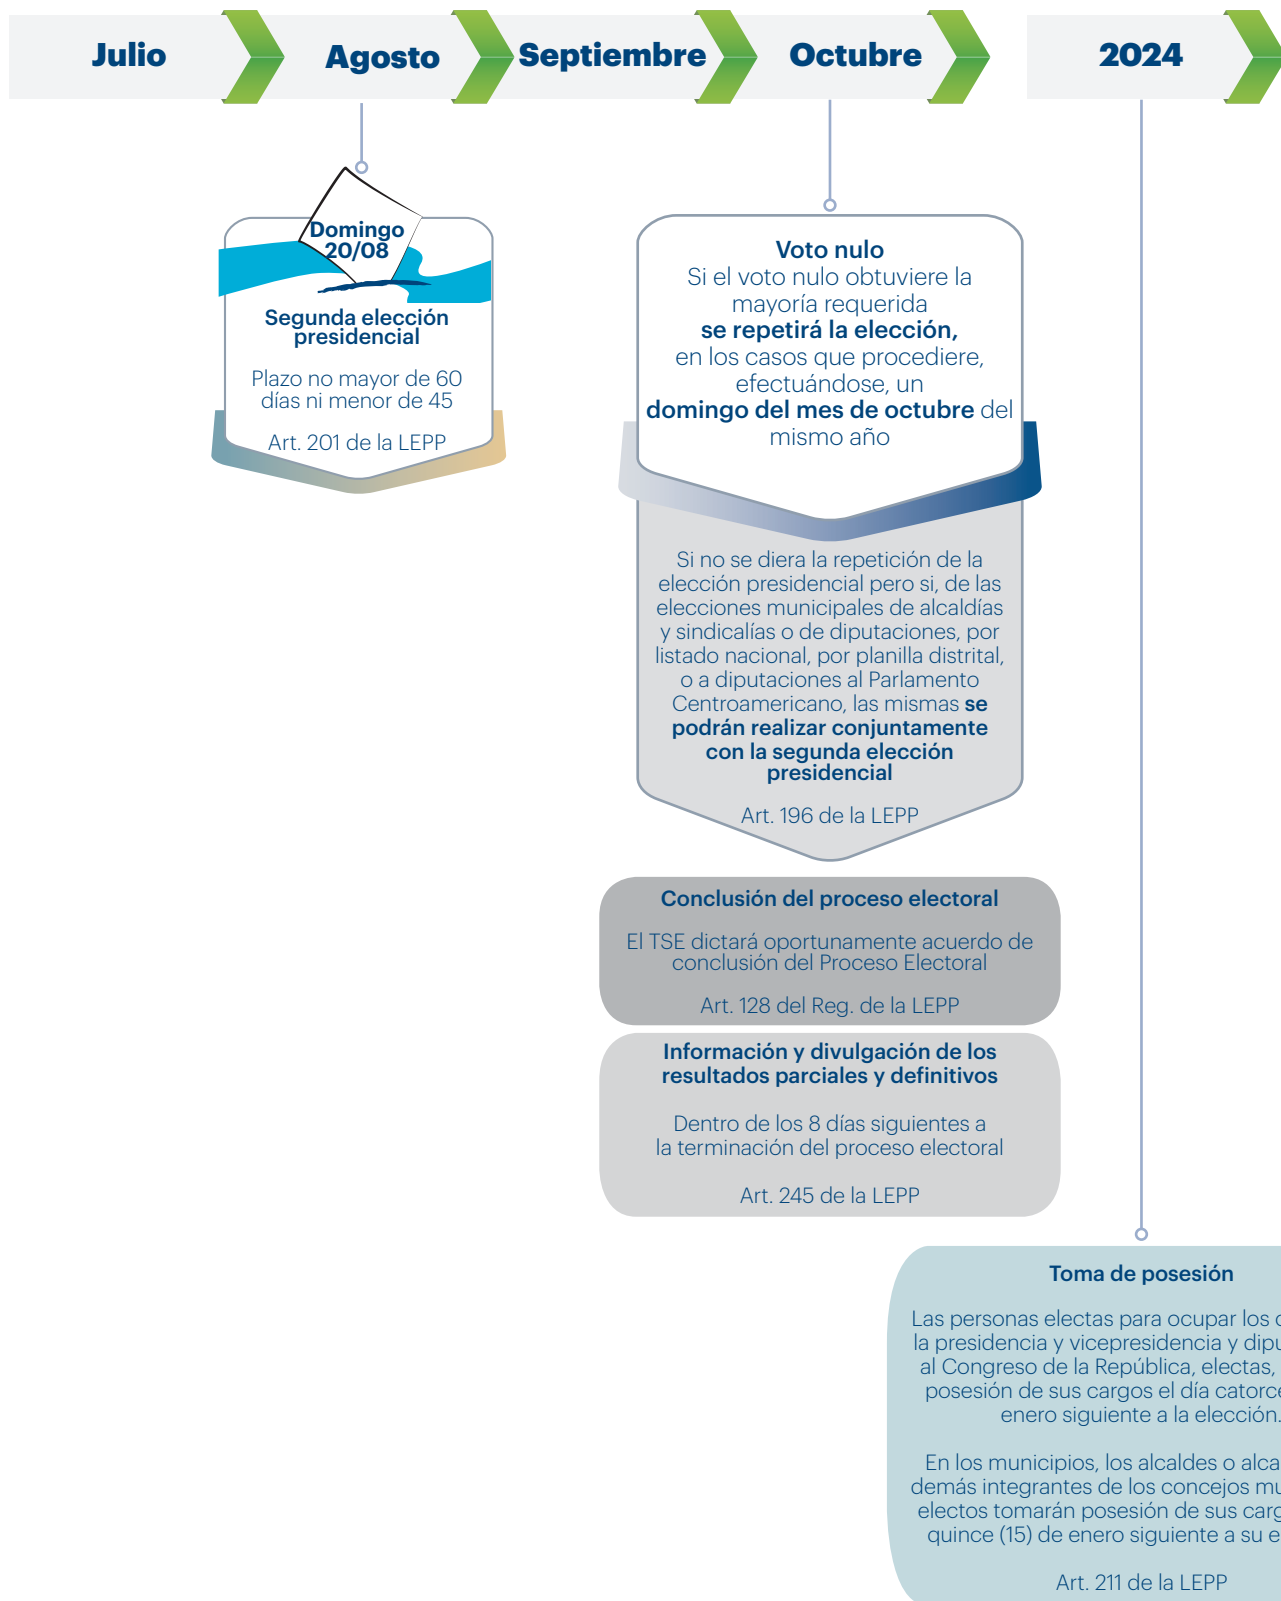 Julio
Agosto
Septiembre
Octubre
2024
Domingo
20/08
Segunda elección
presidencial
Plazo no mayor de 60
días ni menor de 45
Art. 201 de la LEPP
Voto nulo
Si el voto nulo obtuviere la
mayoría requerida
se repetirá la elección,
en los casos que procediere,
efectuándose, un
domingo del mes de octubre del
mismo año
Si no se diera la repetición de la
elección presidencial pero si, de las
elecciones municipales de alcaldías
y sindicalías o de diputaciones, por
listado nacional, por planilla distrital,
o a diputaciones al Parlamento
Centroamericano, las mismas se
podrán realizar conjuntamente
con la segunda elección
presidencial
Art. 196 de la LEPP
Conclusión del proceso electoral
El TSE dictará oportunamente acuerdo de
conclusión del Proceso Electoral
Art. 128 del Reg. de la LEPP
Información y divulgación de los
resultados parciales y definitivos
Dentro de los 8 días siguientes a
la terminación del proceso electoral
Art. 245 de la LEPP
Toma de posesión
Las personas electas para ocupar los
la presidencia y vicepresidencia y
al Congreso de la República, electas,
posesión de sus cargos el día
enero siguiente a la elección.
En los municipios, los alcaldes o
demás integrantes de los concejos
electos tomarán posesión de sus
quince (15) de enero siguiente a su
Art. 211 de la LEPP